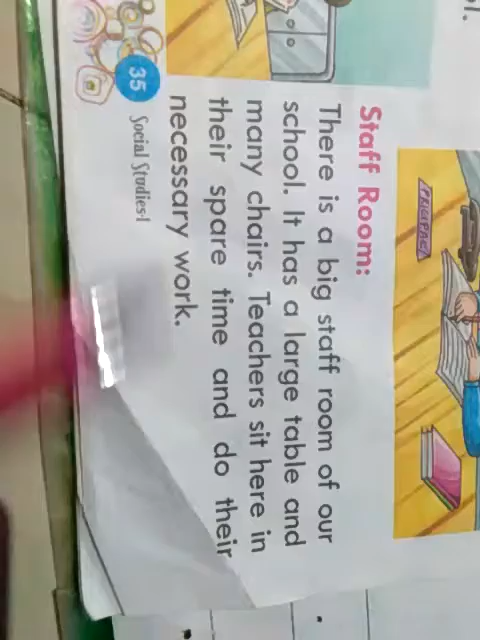 PRICIPAL
Staff Room:
There is a big staff room of our
school. It has a large table and
many chairs. Teachers sit here in
their spare time and do their
necessary work.
35 Social Studies-1